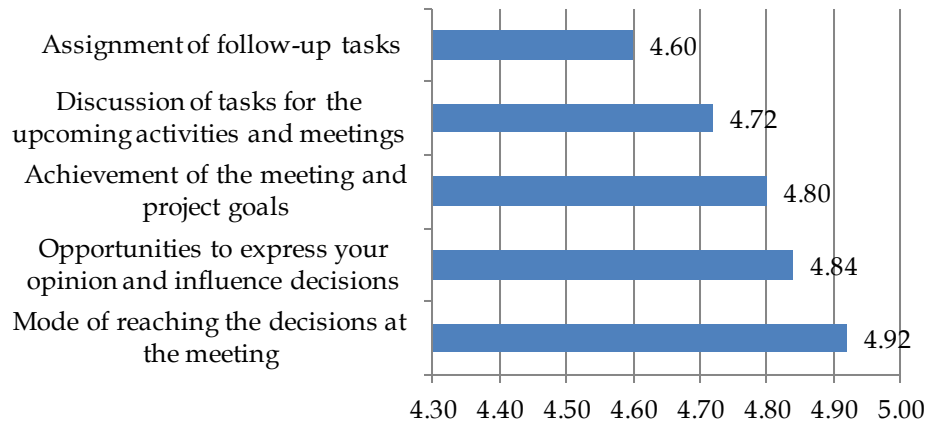 Assignment of follow-up tasks
4.60
Discussion of tasks for the
upcoming activities and meetings
4.72
Achievement of the meeting and
project goals
4.80
Opportunities to express your
opinion and influence decisions
4.84
Mode of reaching the decisions at
the meeting
4.92
4.30 4.40 4.50 4.60 4.70 4.80 4.90 5.00